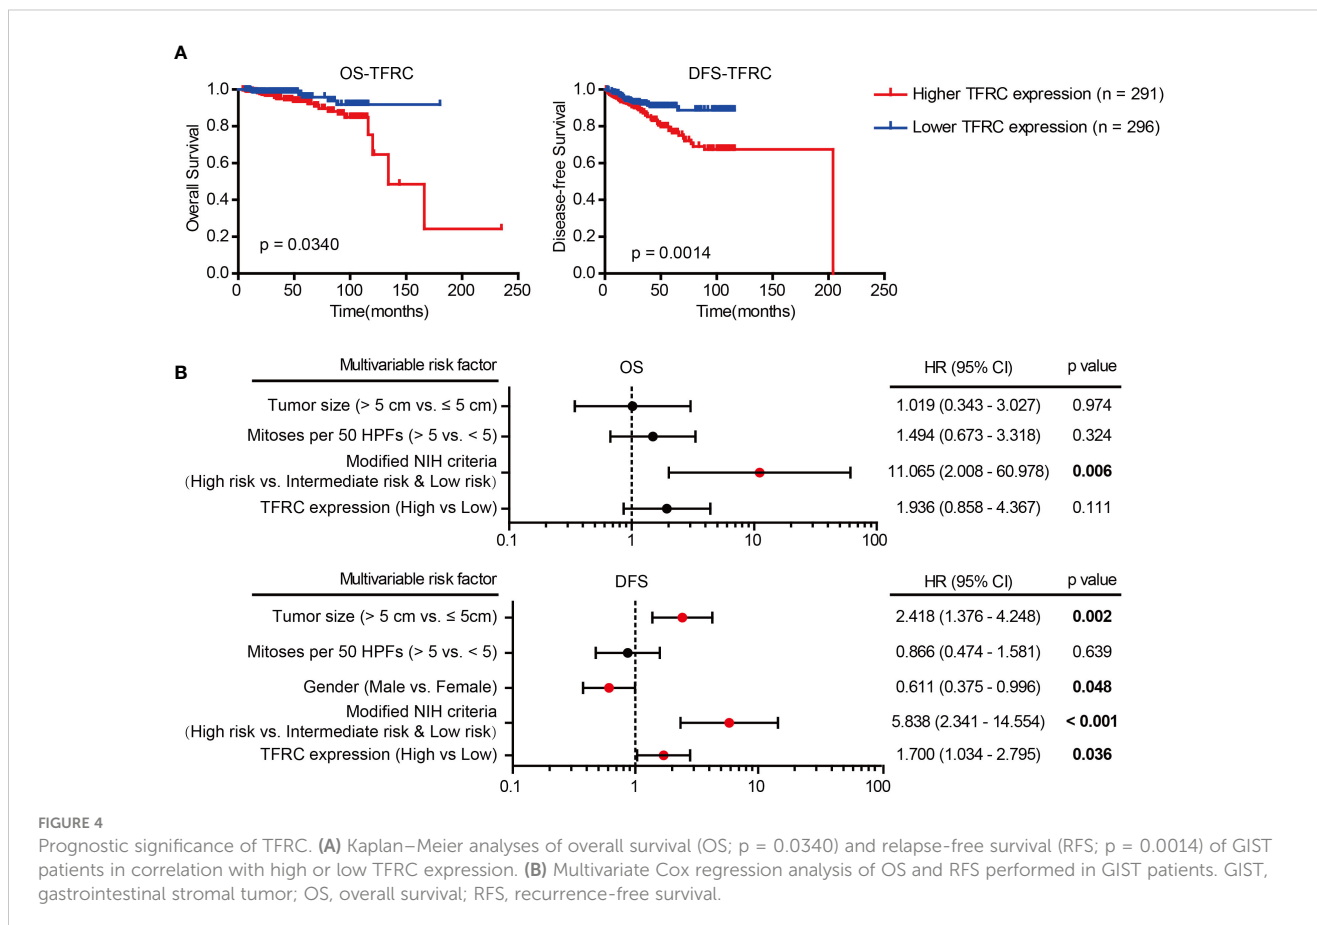 A
OS-TFRC
1.0
0.8
0.6
0.4
0.2
0.0
Overall Survival
p = 0.0340
0 50 100 150 200 250
Time(months)
DFS-TFRC
1.0
0.8
0.6
0.4
0.2
0.0
Disease-free Survival
p = 0.0014
0 50 100 150 200 250
Time(months)
Higher TFRC expression (n = 291)
Lower TFRC expression (n = 296)
B
Multivariable risk factor OS HR (95% CI) p value
Tumor size (> 5 cm vs. ≤ 5 cm) 1.019 (0.343 - 3.027) 0.974
Mitoses per 50 HPFs (> 5 vs. < 5) 1.494 (0.673 - 3.318) 0.324
Modified NIH criteria
(High risk vs. Intermediate risk & Low risk) 11.065 (2.008 - 60.978) 0.006
TFRC expression (High vs Low) 1.936 (0.858 - 4.367) 0.111
0.1 1 10 100
Multivariable risk factor DFS HR (95% CI) p value
Tumor size (> 5 cm vs. ≤ 5cm) 2.418 (1.376 - 4.248) 0.002
Mitoses per 50 HPFs (> 5 vs. < 5) 0.866 (0.474 - 1.581) 0.639
Gender (Male vs. Female) 0.611 (0.375 - 0.996) 0.048
Modified NIH criteria
(High risk vs. Intermediate risk & Low risk) 5.838 (2.341 - 14.554) < 0.001
TFRC expression (High vs Low) 1.700 (1.034 - 2.795) 0.036
0.1 1 10 100
FIGURE 4
Prognostic significance of TFRC. (A) Kaplan–Meier analyses of overall survival (OS; p = 0.0340) and relapse-free survival (RFS; p = 0.0014) of GIST
patients in correlation with high or low TFRC expression. (B) Multivariate Cox regression analysis of OS and RFS performed in GIST patients. GIST,
gastrointestinal stromal tumor; OS, overall survival; RFS, recurrence-free survival.